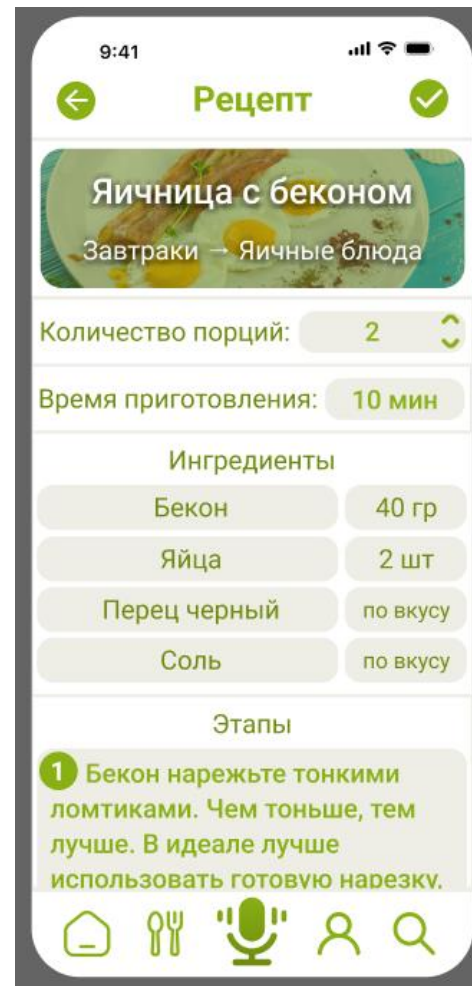 9:41
Рецепт
Яичница с беконом
Завтраки → Яичные блюда
Количество порций: 2
Время приготовления: 10 мин
Ингредиенты
Бекон 40 гр
Яйца 2 шт
Перец черный по вкусу
Соль по вкусу
Этапы
1 Бекон нарежьте тонкими
ломтиками. Чем тоньше, тем
лучше. В идеале лучше
использовать готовую нарезку.